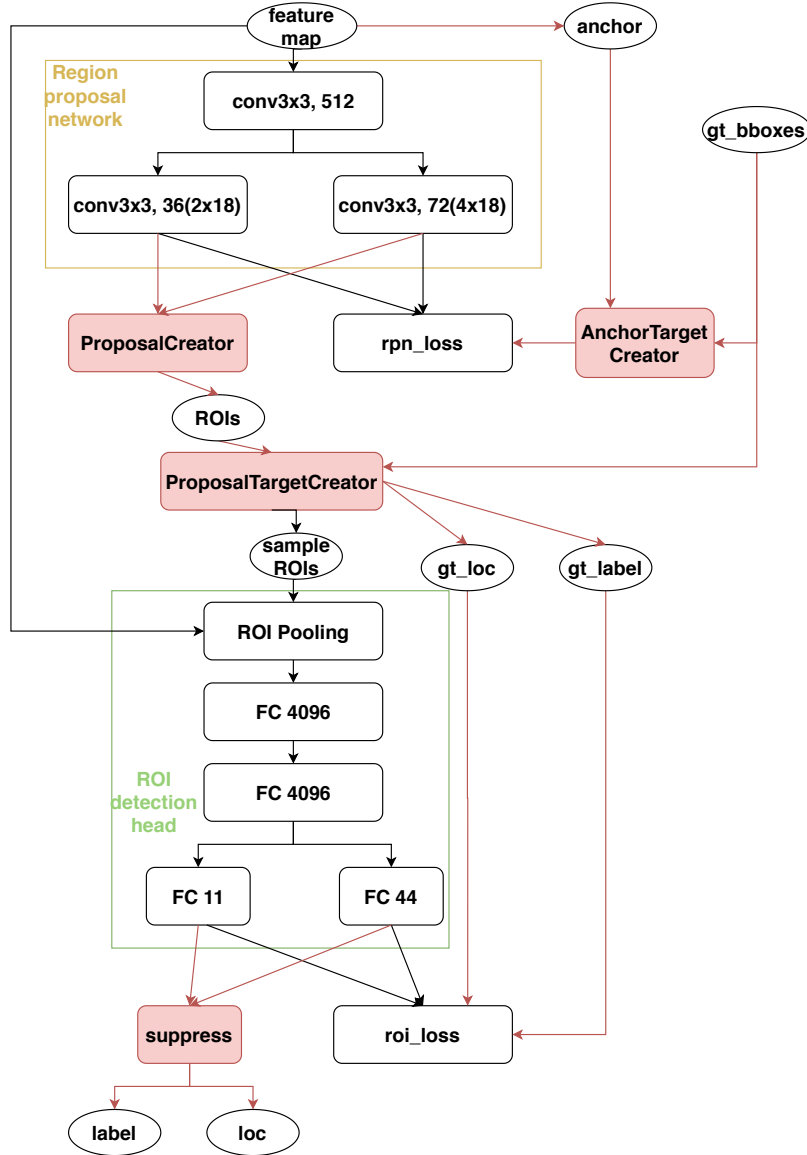 feature
map
anchor
Region
proposal
network
conv3x3, 512
gt_bboxes
conv3x3, 36(2x18)
conv3x3, 72(4x18)
ProposalCreator
rpn_loss
AnchorTarget
Creator
ROIs
ProposalTargetCreator
sample
ROIs
gt_loc
gt_label
ROI Pooling
FC 4096
FC 4096
ROI
detection
head
FC 11
FC 44
suppress
roi_loss
label
loc